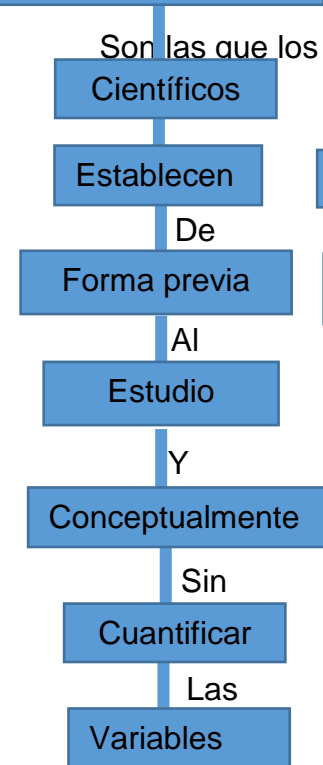 Son las que los
Científicos
Establecen
De
Forma previa
Al
Estudio
Y
Conceptualmente
Sin
Cuantificar
Las
Variables